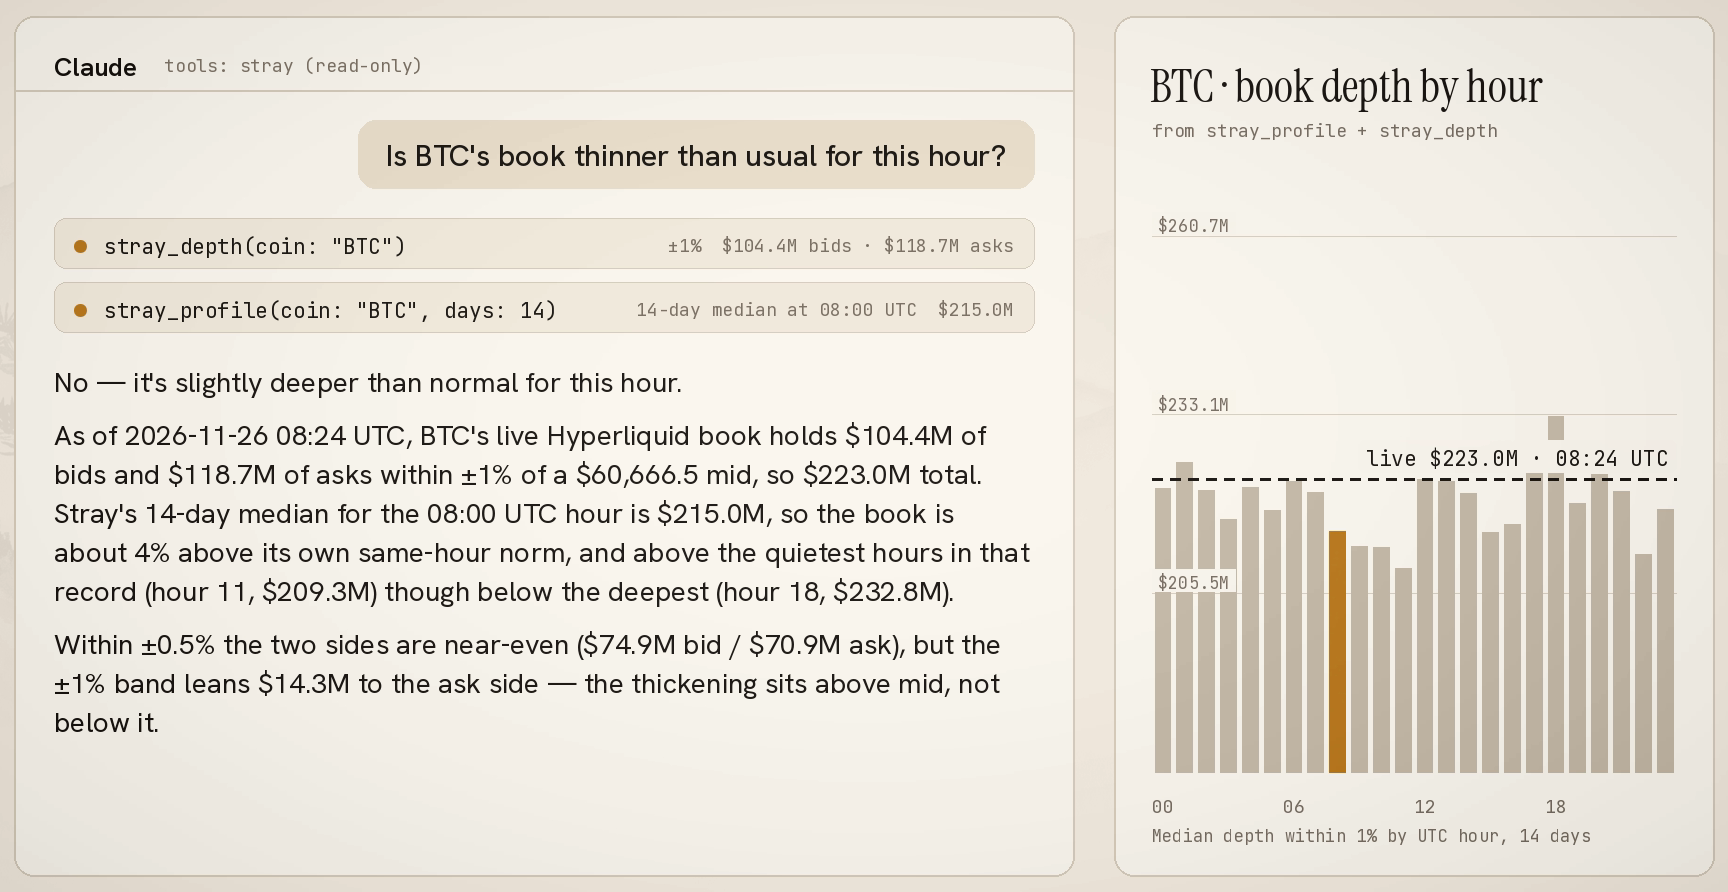 Claude tools: stray (read-only)
Is BTC's book thinner than usual for this hour?
stray_depth(coin: "BTC") ±1% $104.4M bids · $118.7M asks
stray_profile(coin: "BTC", days: 14) 14-day median at 08:00 UTC $215.0M
No — it's slightly deeper than normal for this hour.
As of 2026-11-26 08:24 UTC, BTC's live Hyperliquid book holds $104.4M of
bids and $118.7M of asks within ±1% of a $60,666.5 mid, so $223.0M total.
Stray's 14-day median for the 08:00 UTC hour is $215.0M, so the book is
about 4% above its own same-hour norm, and above the quietest hours in that
record (hour 11, $209.3M) though below the deepest (hour 18, $232.8M).
Within ±0.5% the two sides are near-even ($74.9M bid / $70.9M ask), but the
±1% band leans $14.3M to the ask side — the thickening sits above mid, not
below it.
BTC · book depth by hour
from stray_profile + stray_depth
$260.7M
$233.1M
live $223.0M · 08:24 UTC
$205.5M
00 06 12 18
Median depth within 1% by UTC hour, 14 days